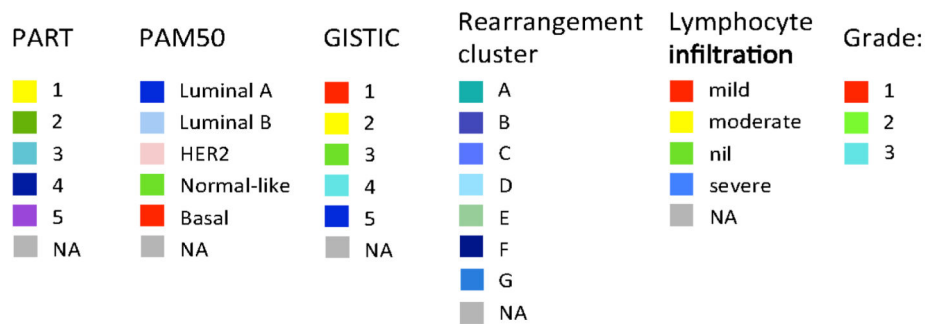 PART
1
2
3
4
5
NA
PAM50
Luminal A
Luminal B
HER2
Normal-like
Basal
NA
GISTIC
1
2
3
4
5
NA
Rearrangement
cluster
A
B
C
D
E
F
G
NA
Lymphocyte
infiltration
mild
moderate
nil
severe
NA
Grade:
1
2
3